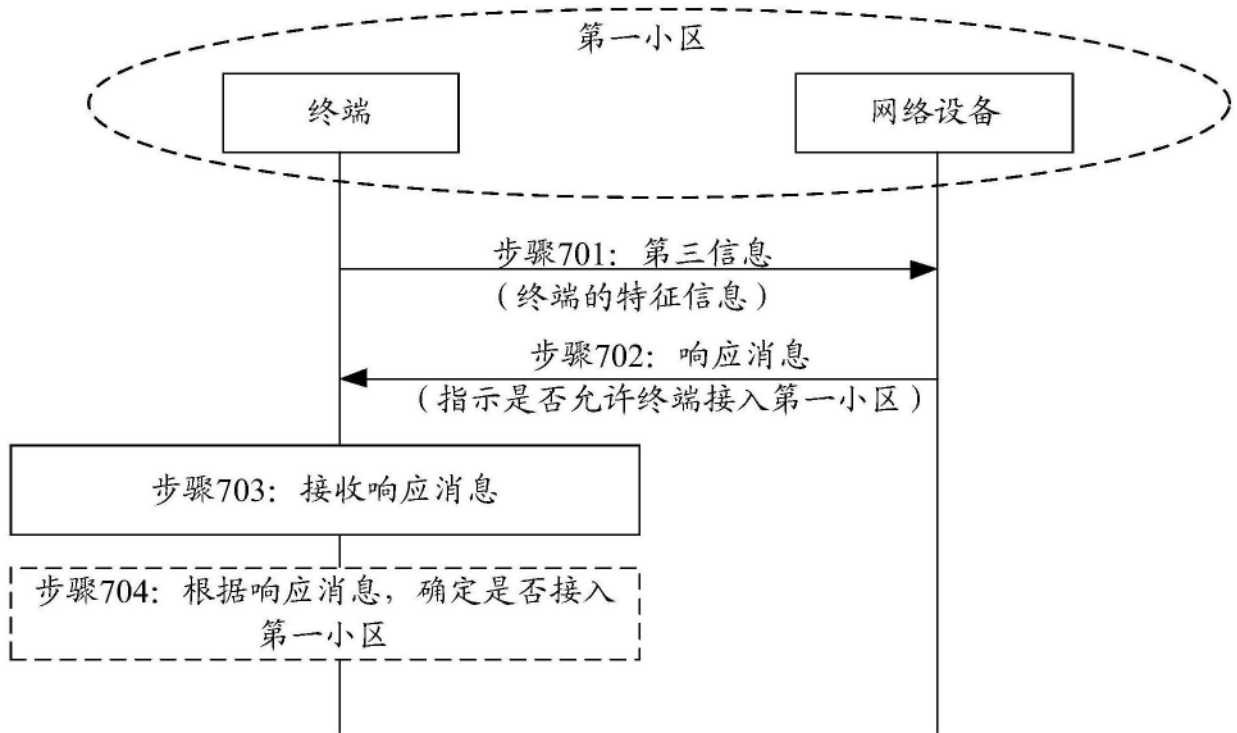 第一小区
终端
网络设备
步骤701：第三信息
（终端的特征信息）
步骤702：响应消息
（指示是否允许终端接入第一小区）
步骤703：接收响应消息
步骤704：根据响应消息，确定是否接入
第一小区